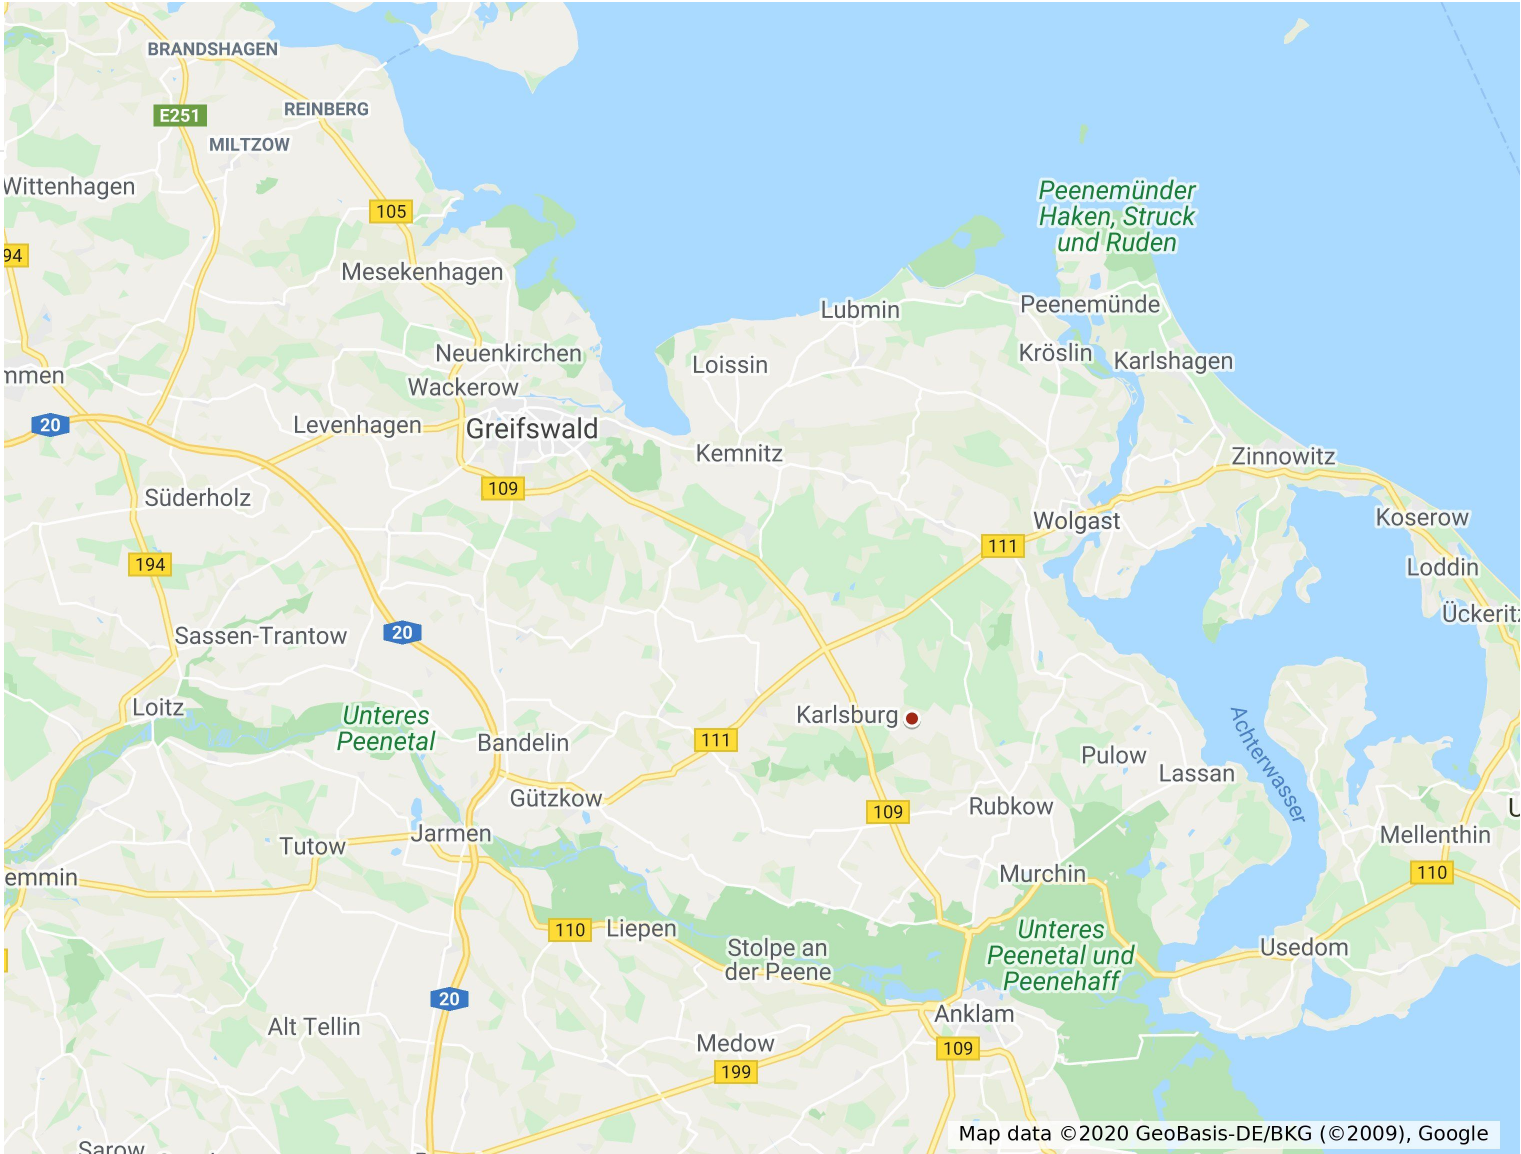 BRANDSHAGEN
E251
REINBERG
MILTZOW
Wittenhagen
105
Peenemünder
Haken, Struck
und Ruden
94
Mesekenhagen
Lubmin
Peenemünde
Neuenkirchen
Kröslin
Karlshagen
Loissin
mmen
Wackerow
20
Levenhagen
Greifswald
Kemnitz
Zinnowitz
109
Süderholz
Wolgast
Koserow
111
194
Loddin
Ückeritz
20
Sassen-Trantow
Loitz
Unteres
Peenetal
Karlsburg
Achterwasser
111
Bandelin
Pulow
Lassan
Gützkow
109
Rubkow
U
Tutow
Jarmen
Mellenthin
emmin
Murchin
110
110
Liepen
Stolpe an
der Peene
Unteres
Peenetal und
Peenehaff
Usedom
20
Alt Tellin
Anklam
Medow
109
199
Sarow
Map data ©2020 GeoBasis-DE/BKG (©2009), Google